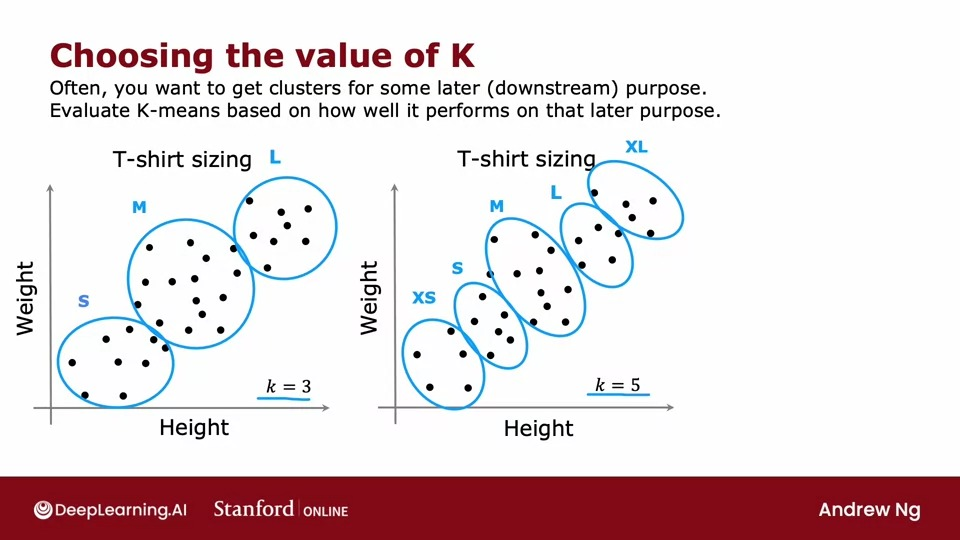 Choosing the value of K
Often, you want to get clusters for some later (downstream) purpose.
Evaluate K-means based on how well it performs on that later purpose.
T-shirt sizing
L
M
S
Weight
k = 3
Height
T-shirt sizing
XL
L
M
S
XS
Weight
k = 5
Height
DeepLearning.AI
Stanford | ONLINE
Andrew Ng